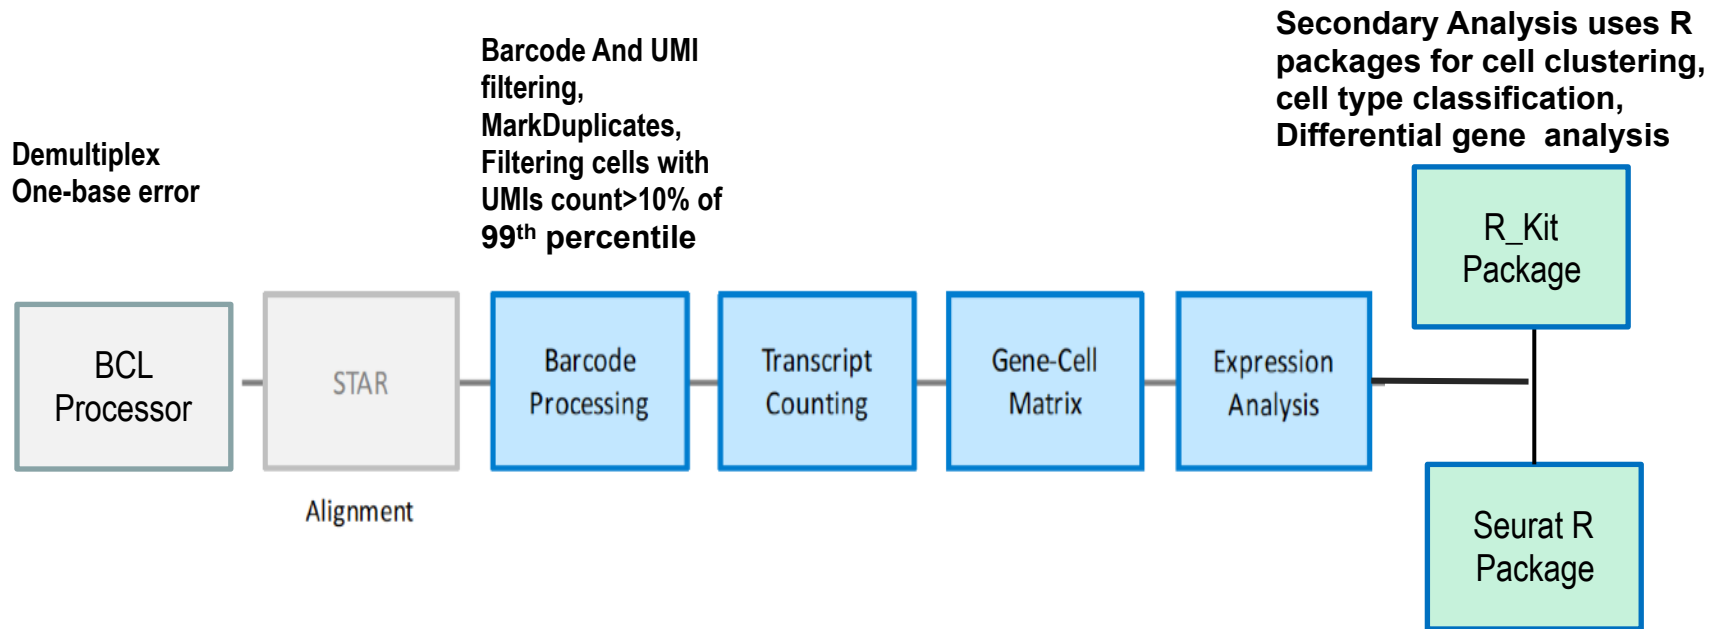 Secondary Analysis uses R
packages for cell clustering,
cell type classification,
Differential gene analysis
Barcode And UMI
filtering,
MarkDuplicates,
Filtering cells with
UMIs count>10% of
99th percentile
Demultiplex
One-base error
R_Kit
Package
BCL
Processor
STAR
Barcode
Processing
Transcript
Counting
Gene-Cell
Matrix
Expression
Analysis
Alignment
Seurat R
Package